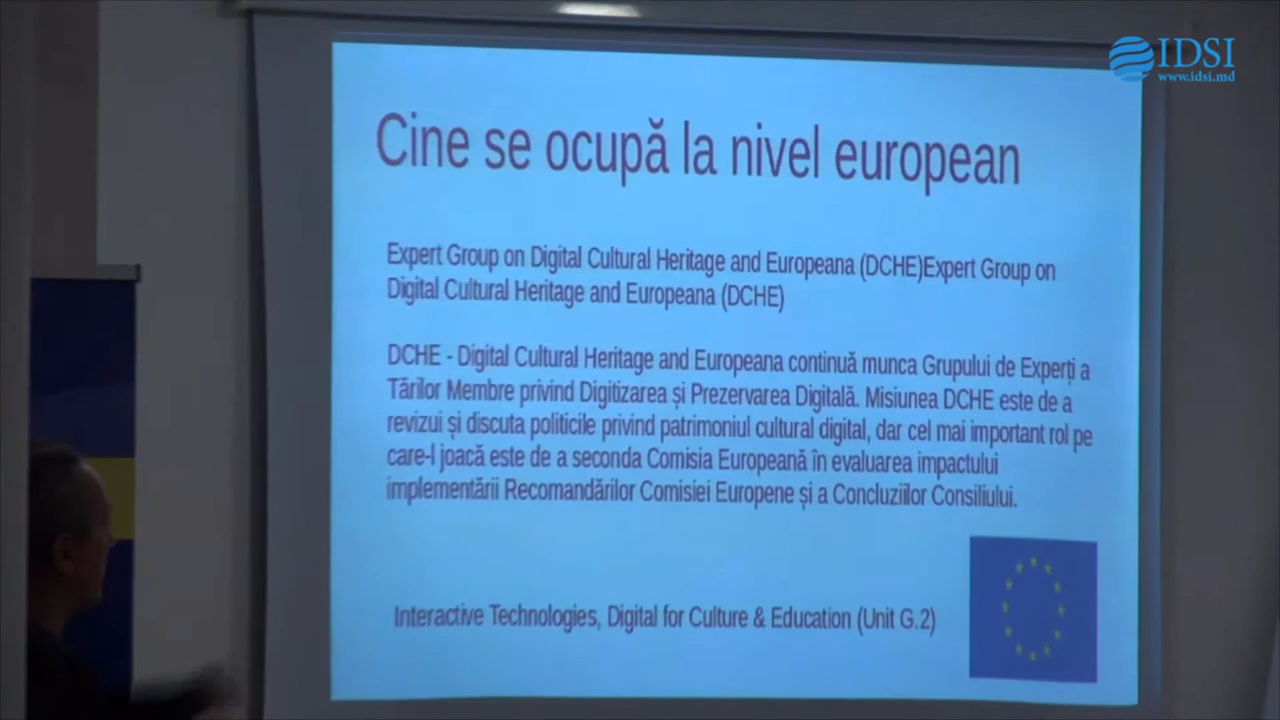 IDSI
www.idsi.md
Cine se ocupă la nivel european
Expert Group on Digital Cultural Heritage and Europeana (DCHE)Expert Group on
Digital Cultural Heritage and Europeana (DCHE)
DCHE - Digital Cultural Heritage and Europeana continuă munca Grupului de Experți a
Tărilor Membre privind Digitizarea și Prezervarea Digitală. Misiunea DCHE este de a
revizui și discuta politicile privind patrimoniul cultural digital, dar cel mai important rol pe
care-l joacă este de a seconda Comisia Europeană în evaluarea impactului
implementării Recomandărilor Comisiei Europene și a Concluziilor Consiliului.
Interactive Technologies, Digital for Culture & Education (Unit G.2)